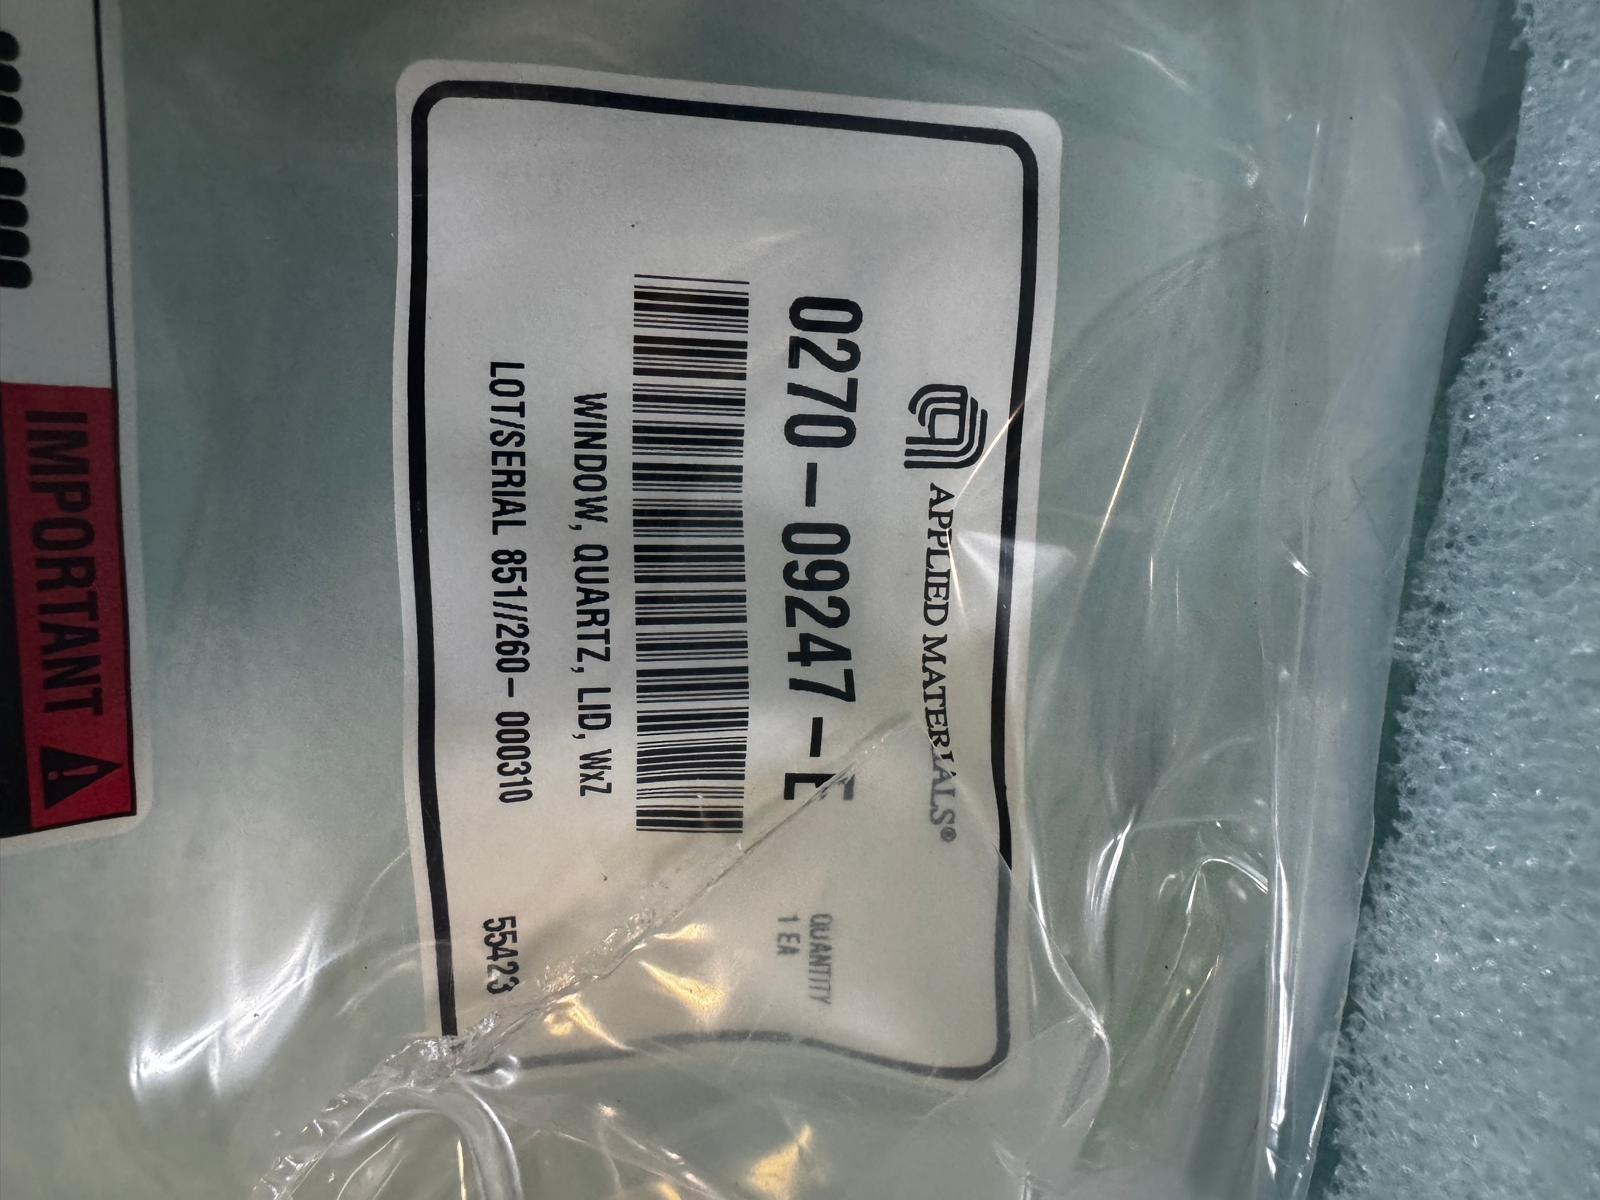 APPLIED MATERIALS®
0270-09247-E
QUANTITY
1 EA
WINDOW, QUARTZ, LID, WxZ
LOT/SERIAL 851//260-000310
55423
IMPORTANT